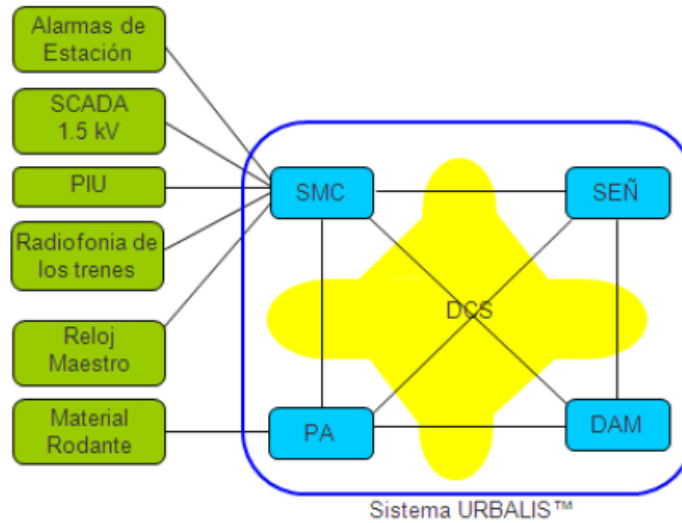 Alarmas de
Estación
SCADA
1.5 kV
PIU
Radiofonia de
los trenes
Reloj
Maestro
Material
Rodante
SMC
SEÑ
DCS
PA
DAM
Sistema URBALIS™